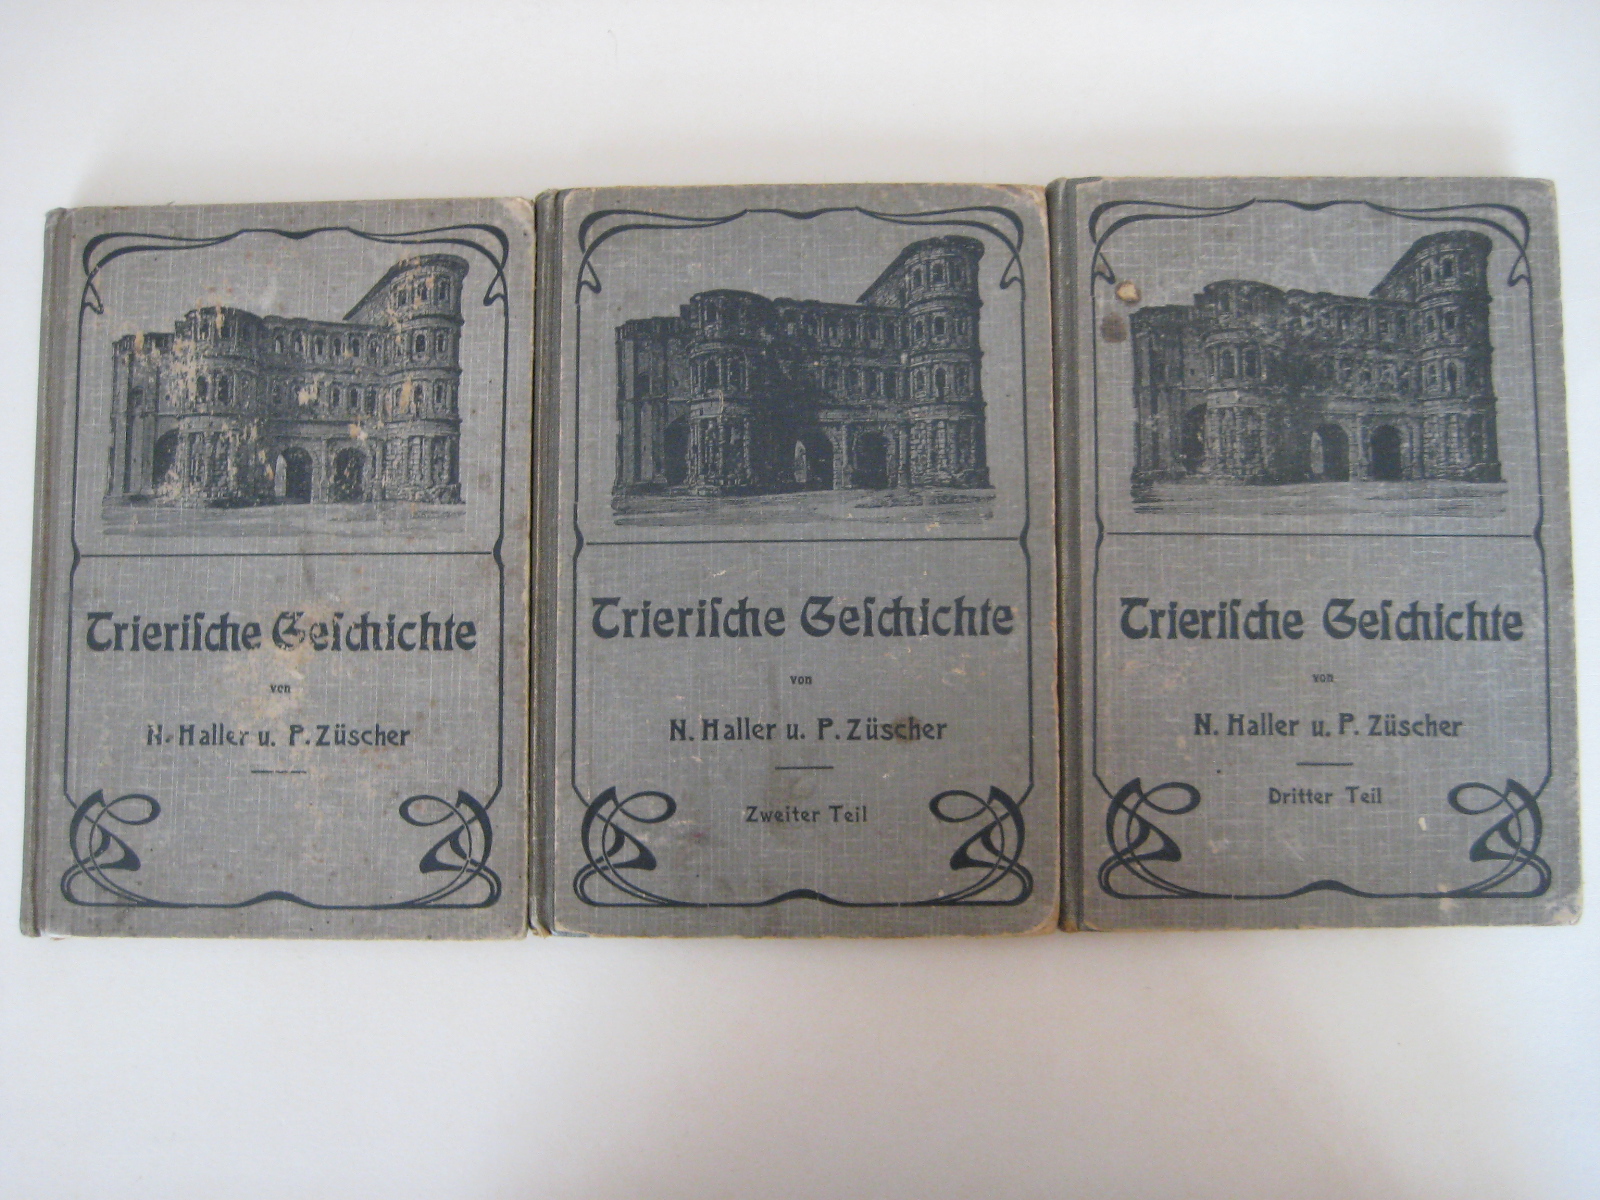 Trieriſche Geſchichte
von
N. Haller u. P. Züscher
Trieriſche Geſchichte
von
N. Haller u. P. Züscher
Zweiter Teil
Trieriſche Geſchichte
von
N. Haller u. P. Züscher
Dritter Teil